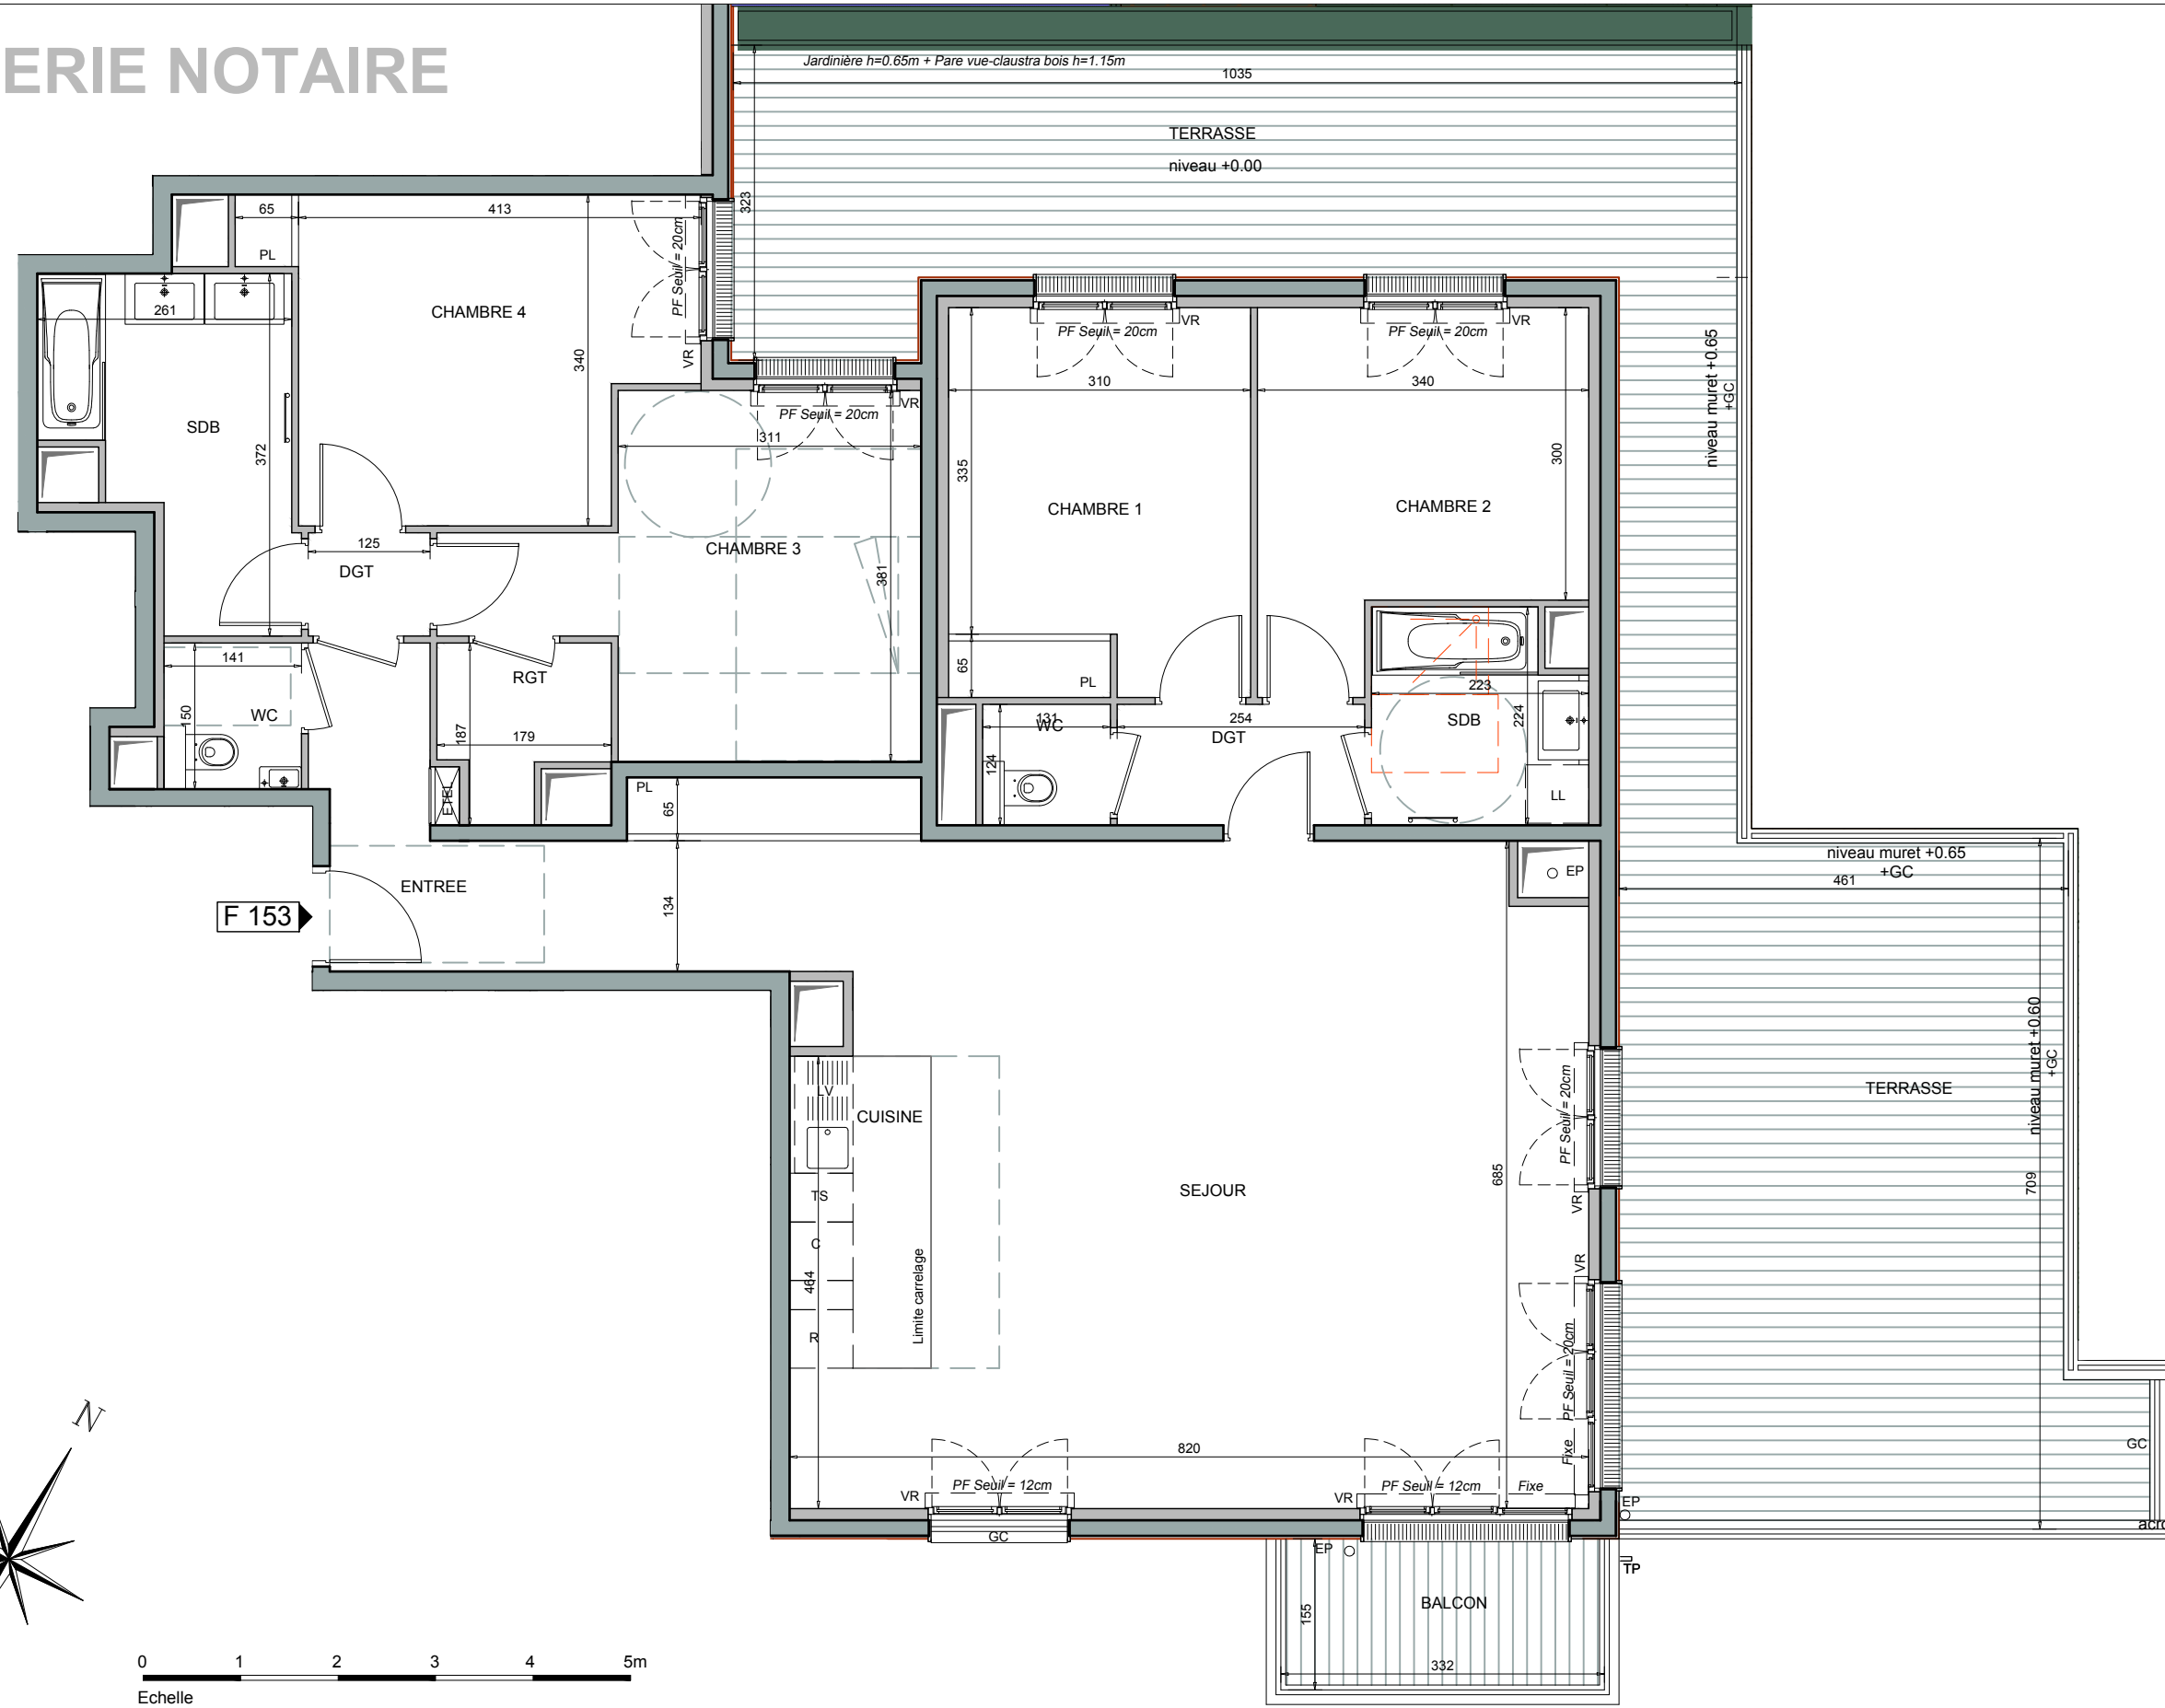 ERIE NOTAIRE
Jardinière h=0.65m + Pare vue-claustra bois h=1.15m
1035
TERRASSE
niveau +0.00
323
65
413
PL
PF Seuil = 20cm
VR
261
CHAMBRE 4
340
SDB
372
PF Seuil = 20cm
VR
311
PF Seuil = 20cm
VR
310
PF Seuil = 20cm
VR
340
niveau muret +0.65
+GC
335
300
CHAMBRE 1
CHAMBRE 2
125
DGT
CHAMBRE 3
381
65
PL
141
WC
150
RGT
187
179
ETEL
PL
65
131
WC
124
254
DGT
223
SDB
224
LL
ENTREE
F 153
134
EP
niveau muret +0.65
+GC
461
LV
CUISINE
TS
C
464
R
Limite carrelage
SEJOUR
685
PF Seuil = 20cm
VR
VR
PF Seuil = 20cm
Fixe
TERRASSE
niveau muret +0.60
+GC
709
GC
820
VR
PF Seuil = 12cm
GC
VR
PF Seuil = 12cm
Fixe
EP
EP
TP
acro
BALCON
155
332
N
0 1 2 3 4 5m
Echelle